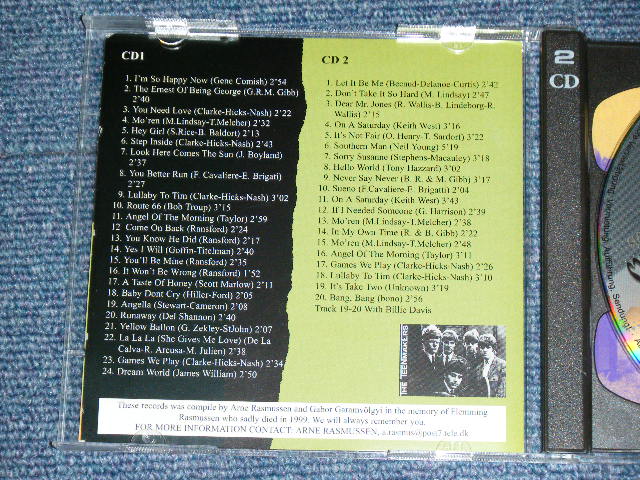 CD1
1. I'm So Happy Now (Gene Comish) 2'54
2. The Ernest Of Being George (G.R.M. Gibb)
2'40
3. You Need Love (Clarke-Hicks-Nash) 2'22
4. Mo'ren (M.Lindsay-T.Melcher) 2'32
5. Hey Girl (S.Rice-B. Baldort) 2'13
6. Step Inside (Clarke-Hicks-Nash) 2'43
7. Look Here Comes The Sun (J. Boyland)
2'37
8. You Better Run (F. Cavaliere-E. Brigati)
2'27
9. Lullaby To Tim (Clarke-Hicks-Nash) 3'02
10. Route 66 (Bob Troup) 3'15
11. Angel Of The Morning (Taylor) 2'59
12 Come On Back (Ransford) 2'24
13. You Know He Did (Ransford) 2'17
14. Yes I Will (Goffin-Titelman) 2'40
15. You'll Be Mine (Ransford) 2'35
16. It Won't Be Wrong (Ransford) 1'52
17. A Taste Of Honey (Scott Marlow) 2'11
18. Baby Dent Cry (Hiller-Ford) 2'05
19. Angella (Stewart-Cameron) 2'08
20. Runaway (Del Shannon) 2'40
21. Yellow Ballon (G. Zekley-StJohn) 2'07
22. La La La (She Gives Me Love) (De La
Calva-R. Arcusa-M. Julien) 2'38
23. Games We Play (Clarke-Hicks-Nash) 2'34
24. Dream World (James William) 2'50
CD 2
1. Let It Be Me (Becaud-Delanoe-Curtis) 2'42
2. Don't Take It So Hard (M. Lindsay) 2'47
3. Dear Mr. Jones (R. Wallis-B. Lindeborg-R.
Wallis) 2'15
4. On A Saturday (Keith West) 3'16
5. It's Not Fair (O. Henry-T. Sardorf) 3'22
6. Southern Man (Neil Young) 5'19
7. Sorry Susanne (Stephens-Macauley) 3'18
8. Hello World (Tony Hazzard) 3'02
9. Never Say Never (B. R. & M. Gibb) 3'17
10. Sueno (F.Cavaliere-E. Brigatti) 2'04
11. On A Saturday (Keith West) 3'43
12. If I Needed Someone (G. Harrison) 2'39
13. Mo'ren (M.Lindsay-T.Melcher) 2'38
14. In My Own Time (R. & B. Gibb) 2'22
15. Mo'ren (M.Lindsay-T.Melcher) 2'48
16. Angel Of The Morning (Taylor) 3'11
17. Games We Play (Clarke-Hicks-Nash) 2'26
18. Lullaby To Tim (Clarke-Hicks-Nash) 3'10
19. It's Take Two (Unknown) 3'19
20. Bang, Bang (bono) 2'56
Track 19-20 With Billie Davis
THE TEENMAKERS
These records was compile by Arne Rasmussen and Gabor Garamvölgyi in the memory of Flemming
Rasmussen who sadly died in 1999. We will always remember you.
FOR MORE INFORMATION CONTACT: ARNE RASMUSSEN, a.rasmus@post7.tele.dk
2
CD
Sendung!